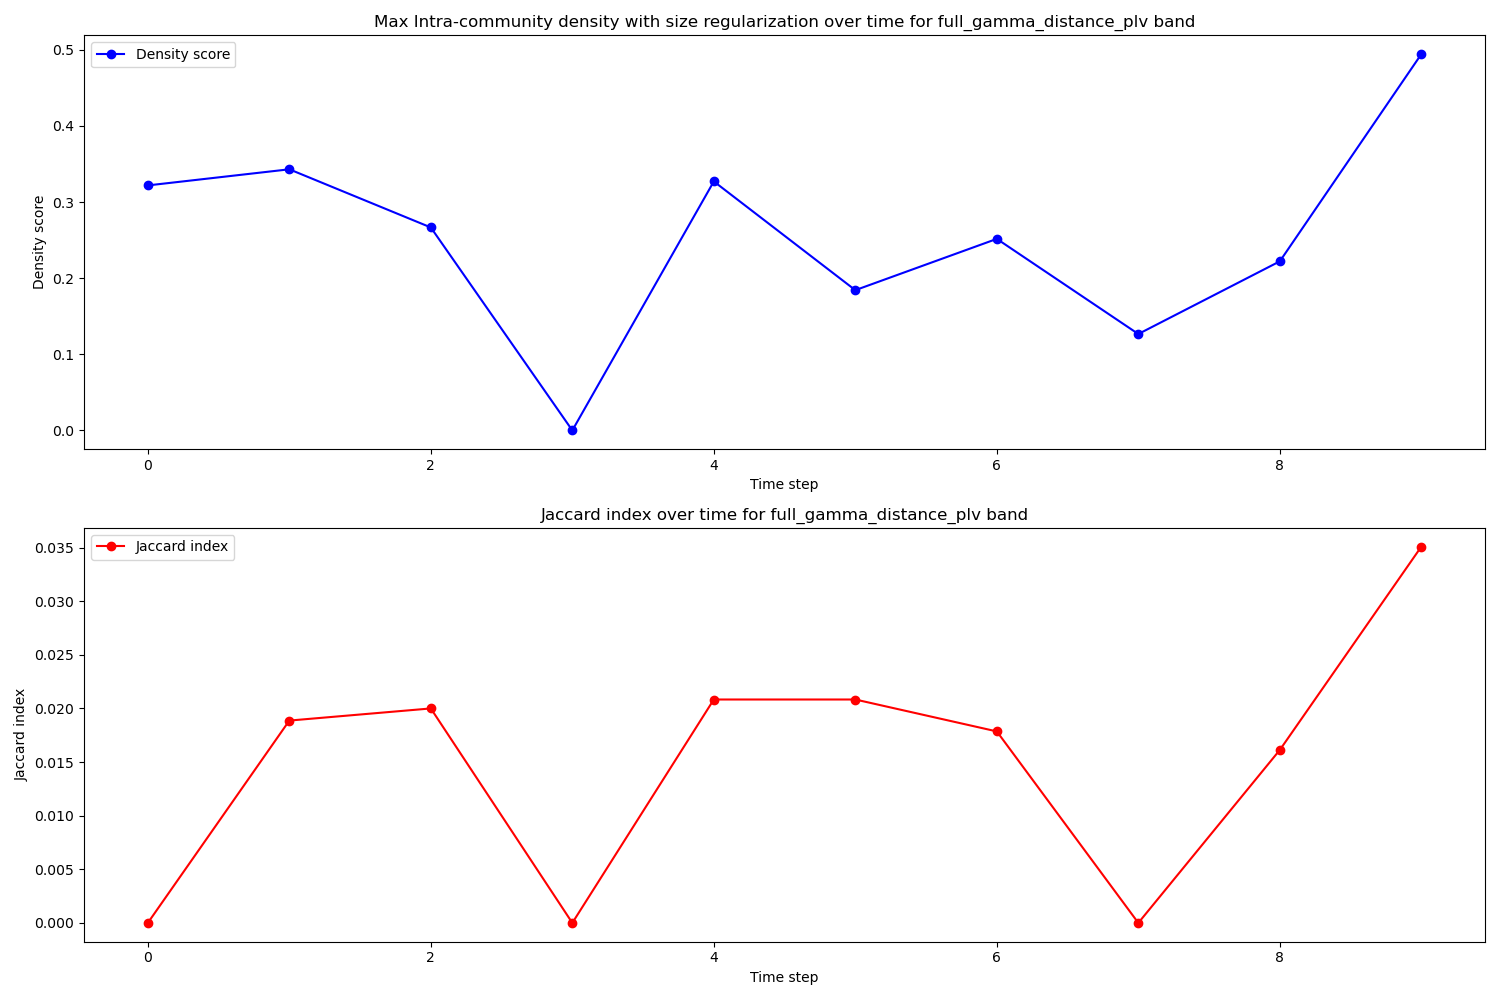 Max Intra-community density with size regularization over time for full_gamma_distance_plv band
Density score
Density score
0.5
0.4
0.3
0.2
0.1
0.0
0 2 4 6 8
Time step
Jaccard index over time for full_gamma_distance_plv band
Jaccard index
Jaccard index
0.035
0.030
0.025
0.020
0.015
0.010
0.005
0.000
0 2 4 6 8
Time step